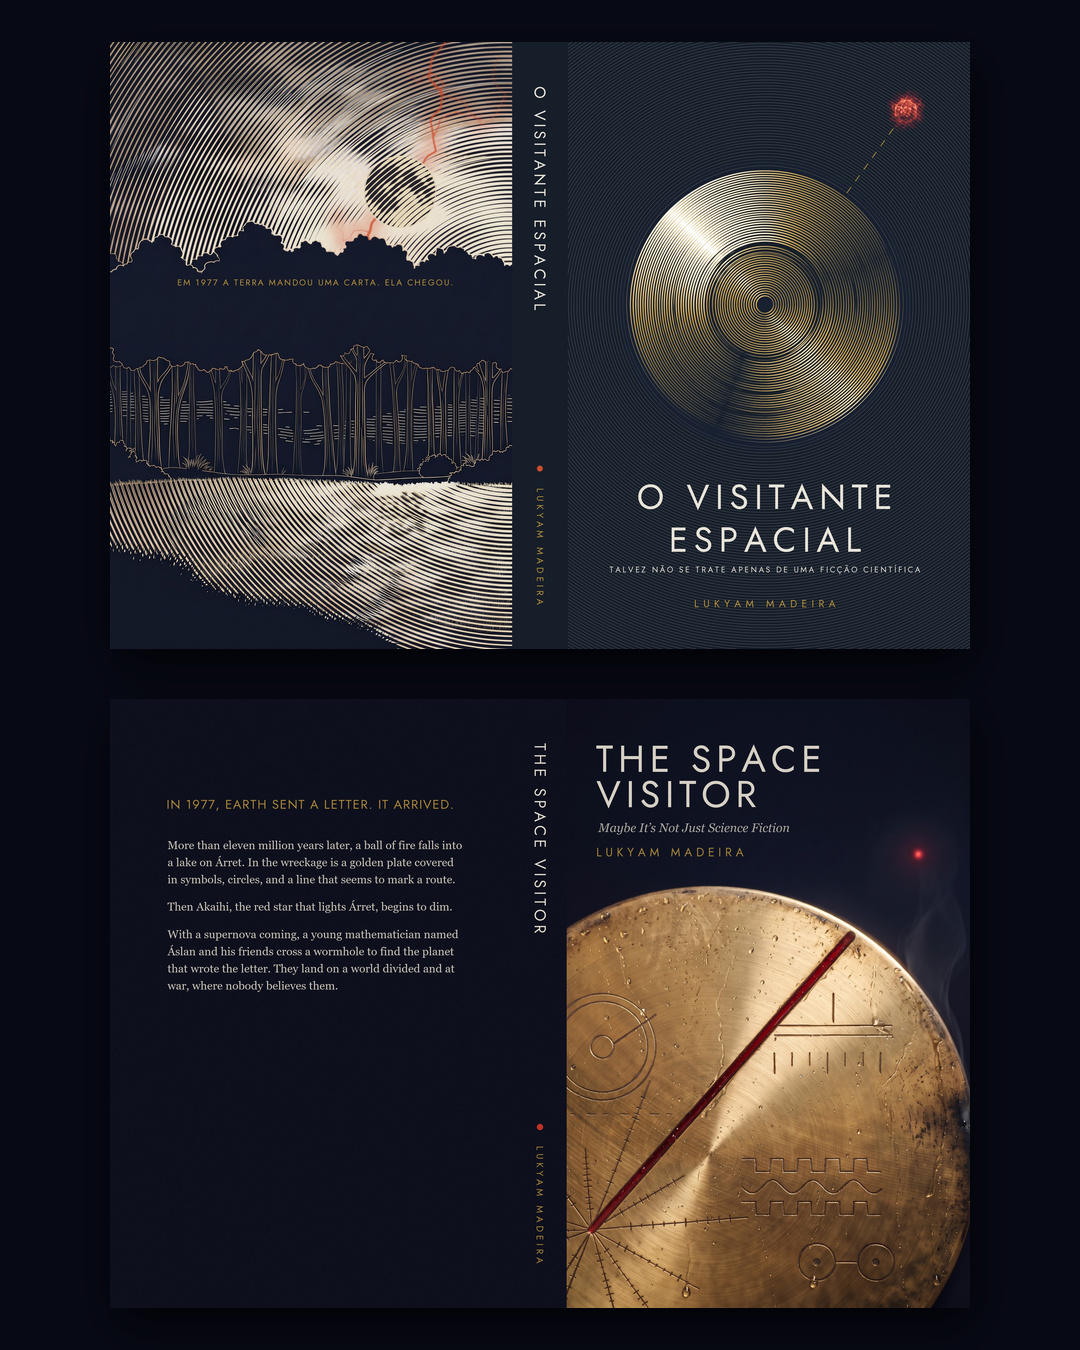 EM 1977 A TERRA MANDOU UMA CARTA. ELA CHEGOU.
O VISITANTE ESPACIAL
LUKYAM MADEIRA
O VISITANTE
ESPACIAL
TALVEZ NÃO SE TRATE APENAS DE UMA FICÇÃO CIENTÍFICA
LUKYAM MADEIRA
IN 1977, EARTH SENT A LETTER. IT ARRIVED.
More than eleven million years later, a ball of fire falls into
a lake on Árret. In the wreckage is a golden plate covered
in symbols, circles, and a line that seems to mark a route.
Then Akaihi, the red star that lights Árret, begins to dim.
With a supernova coming, a young mathematician named
Áslan and his friends cross a wormhole to find the planet
that wrote the letter. They land on a world divided and at
war, where nobody believes them.
THE SPACE VISITOR
LUKYAM MADEIRA
THE SPACE
VISITOR
Maybe It's Not Just Science Fiction
LUKYAM MADEIRA